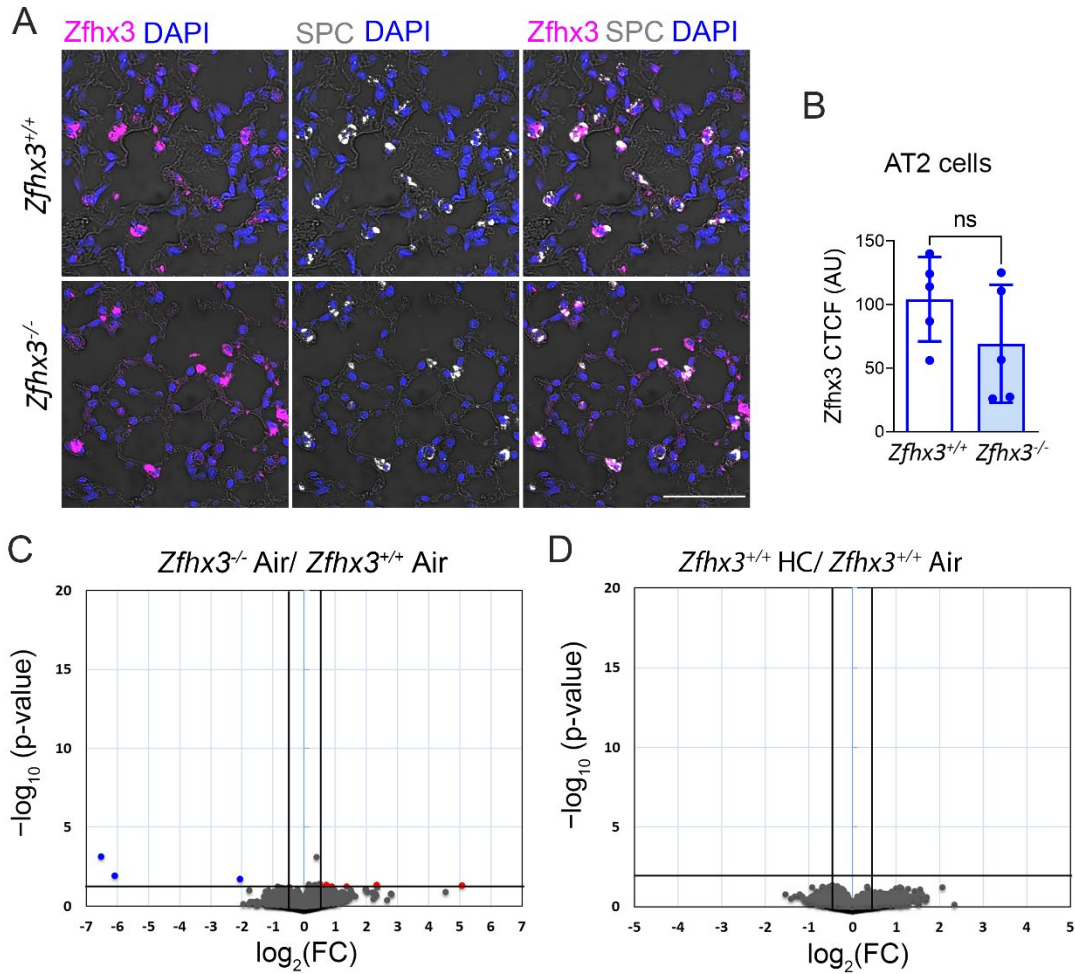 A
Zfhx3 DAPI
SPC DAPI
Zfhx3 SPC DAPI
Zfhx3+/+
Zfhx3-/-
B
AT2 cells
ns
Zfhx3 CTCF (AU)
150
100
50
0
Zfhx3+/+ Zfhx3-/-
C
Zfhx3-/- Air/ Zfhx3+/+ Air
−log10 (p-value)
20
15
10
5
0
-7 -6 -5 -4 -3 -2 -1 0 1 2 3 4 5 6 7
log2(FC)
D
Zfhx3+/+ HC/ Zfhx3+/+ Air
−log10 (p-value)
20
15
10
5
0
-5 -4 -3 -2 -1 0 1 2 3 4 5
log2(FC)